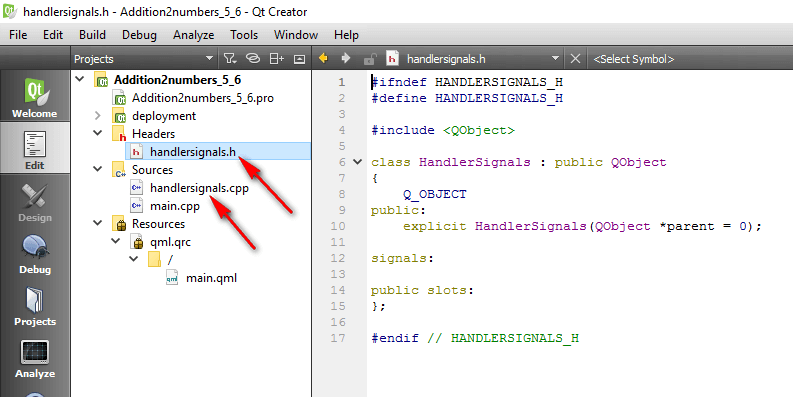 handlersignals.h - Addition2numbers_5_6 - Qt Creator
File Edit Build Debug Analyze Tools Window Help
Projects
handlersignals.h
<Select Symbol>
Qt
Welcome
Edit
Design
Debug
Projects
Analyze
Addition2numbers_5_6
Addition2numbers_5_6.pro
deployment
Headers
handlersignals.h
Sources
handlersignals.cpp
main.cpp
Resources
qml.qrc
/
main.qml
1 #ifndef HANDLERSIGNALS_H
2 #define HANDLERSIGNALS_H
3
4 #include <QObject>
5
6 class HandlerSignals : public QObject
7 {
8 Q_OBJECT
9 public:
10 explicit HandlerSignals(QObject *parent = 0);
11
12 signals:
13
14 public slots:
15 };
16
17 #endif // HANDLERSIGNALS_H